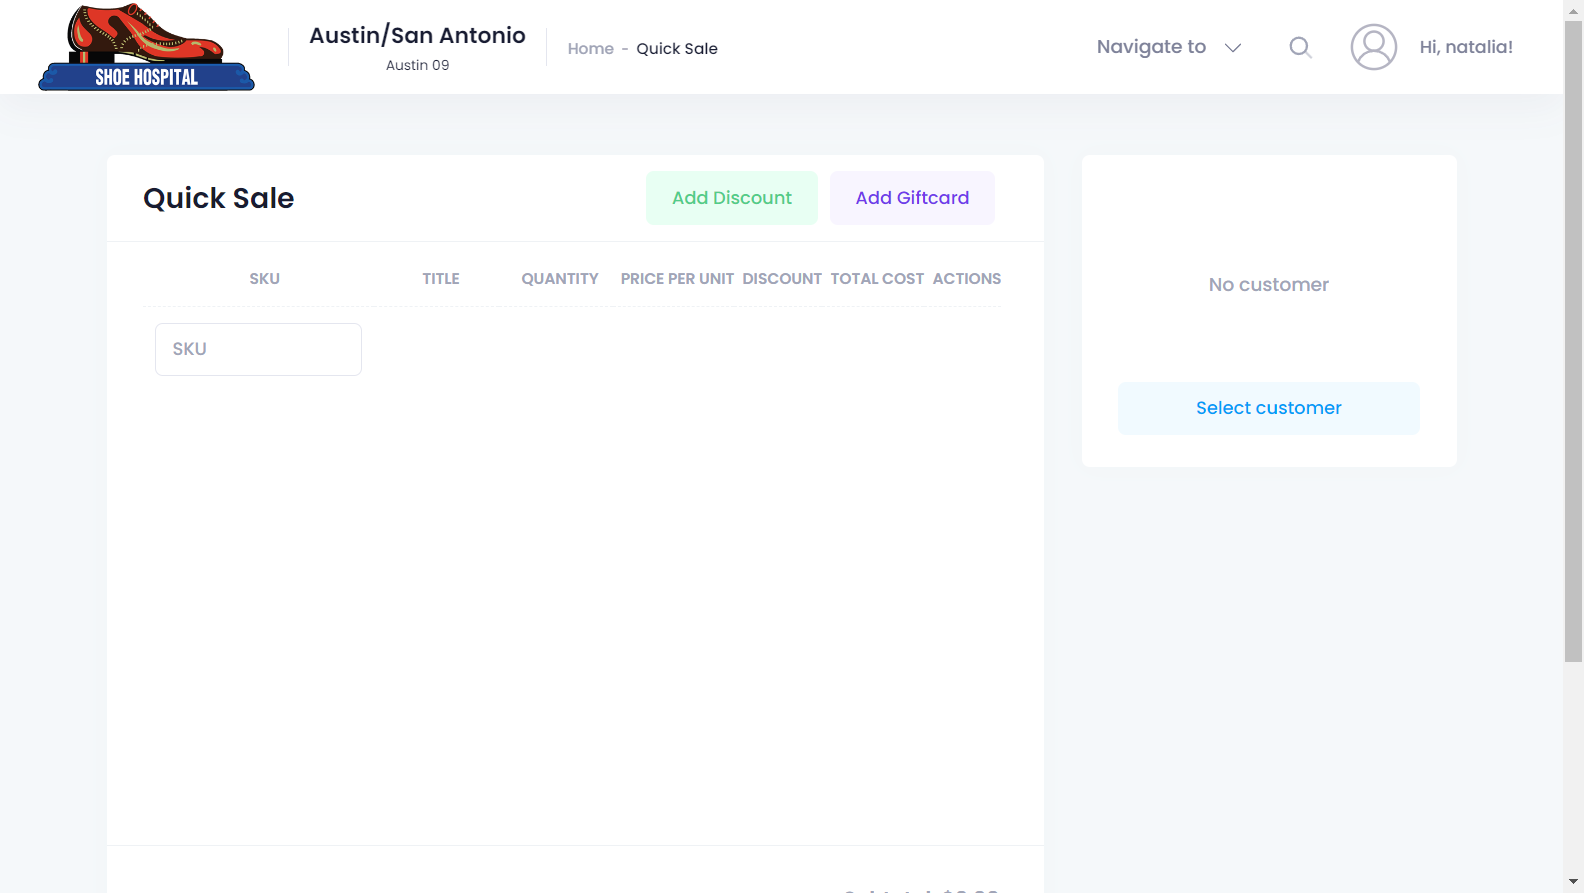 SHOE HOSPITAL
Austin/San Antonio
Austin 09
Home - Quick Sale
Navigate to
Hi, natalia!
Quick Sale
Add Discount
Add Giftcard
SKU TITLE QUANTITY PRICE PER UNIT DISCOUNT TOTAL COST ACTIONS
SKU
No customer
Select customer